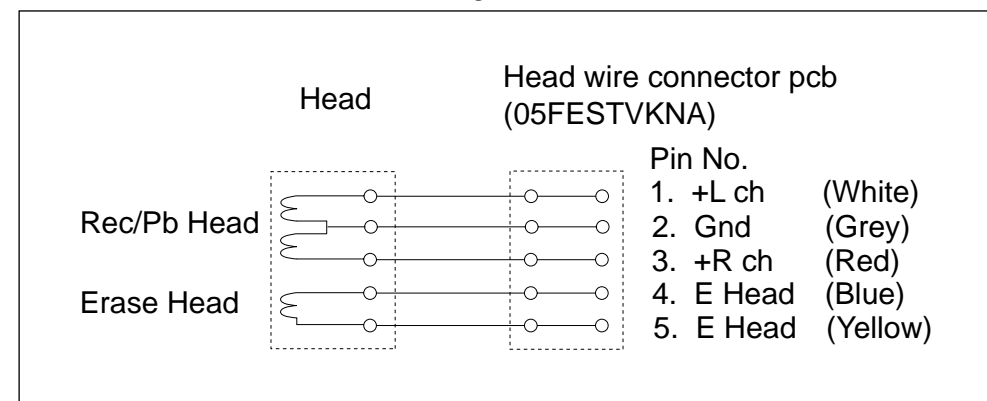 Head
Head wire connector pcb
(05FESTVKNA)
Pin No.
Rec/Pb Head
Erase Head
1. +L ch (White)
2. Gnd (Grey)
3. +R ch (Red)
4. E Head (Blue)
5. E Head (Yellow)